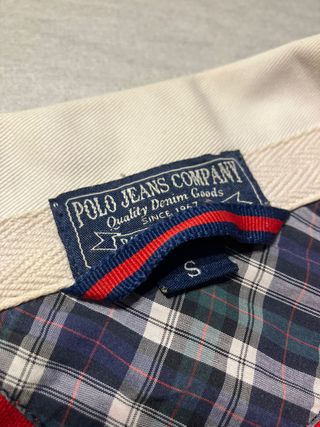 POLO JEANS COMPANY
Quality Denim Goods
SINCE 1967
S